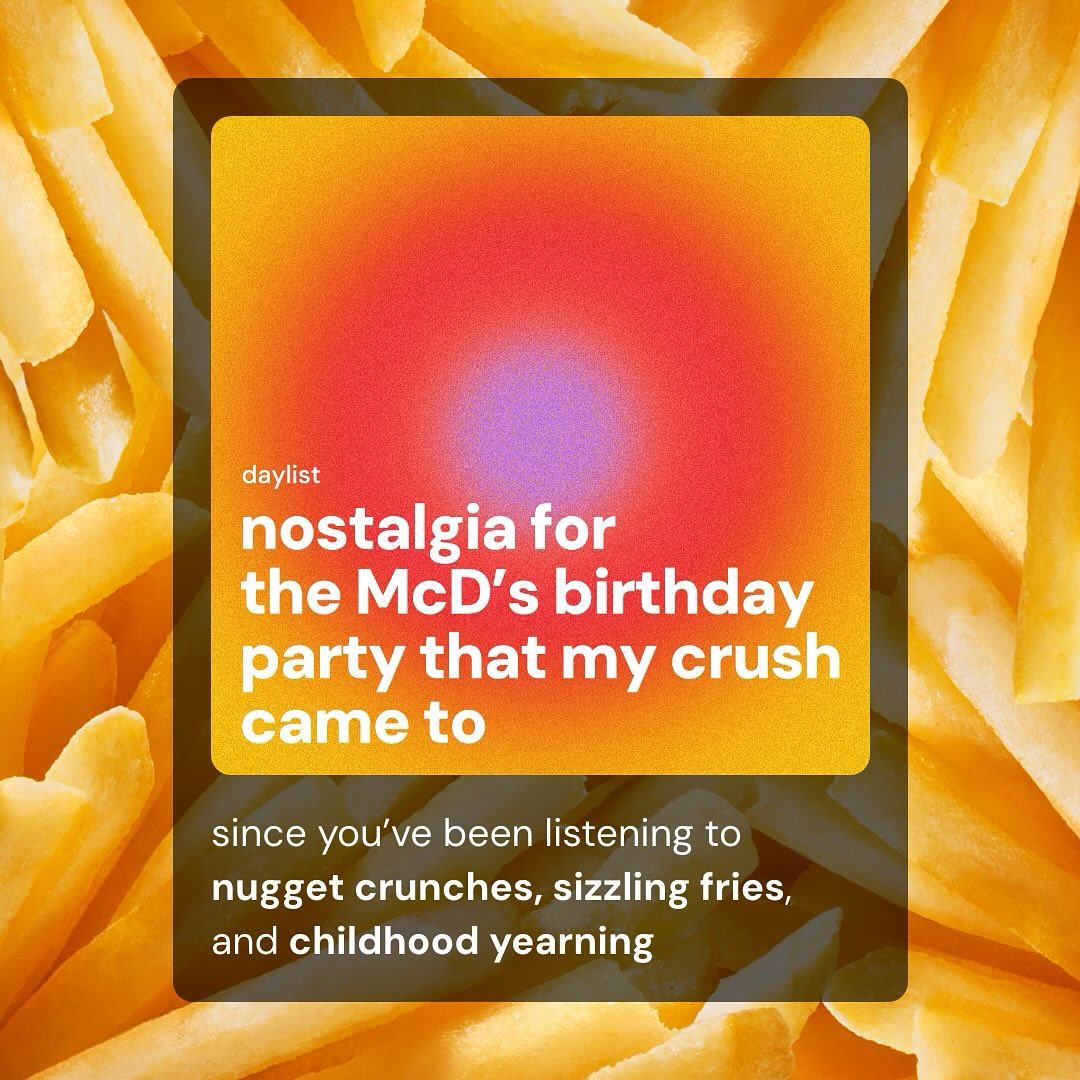 daylist
nostalgia for
the McD’s birthday
party that my crush
came to
since you’ve been listening to
nugget crunches, sizzling fries,
and childhood yearning